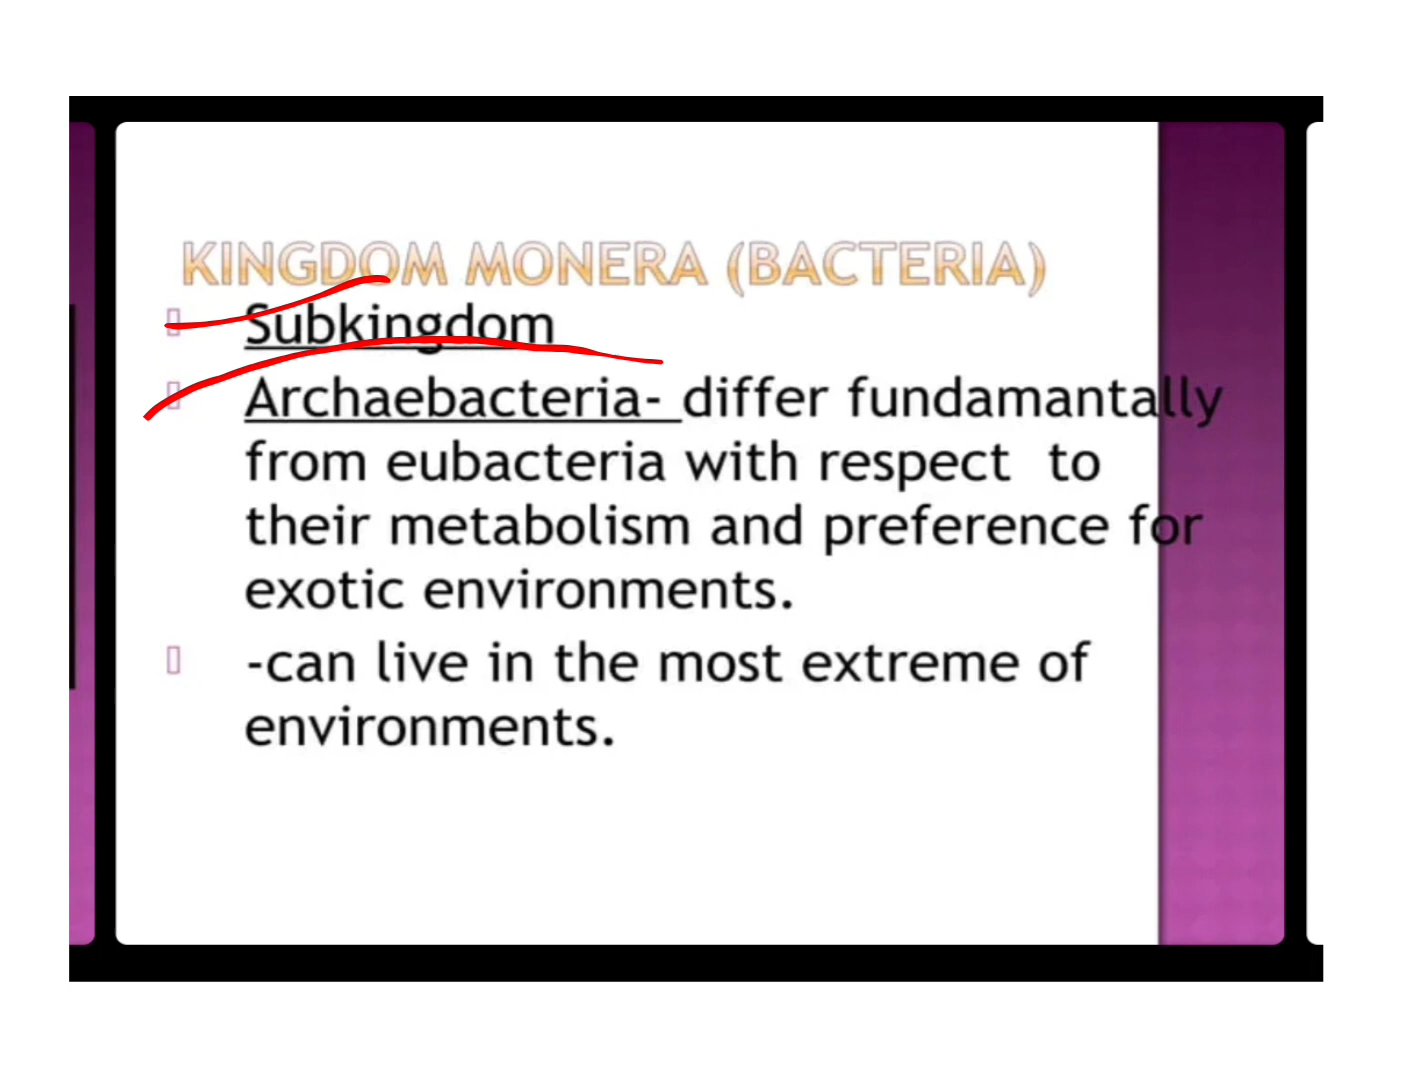 KINGDOM MONERA (BACTERIA)
Subkingdom
Archaebacteria- differ fundamantally
from eubacteria with respect to
their metabolism and preference for
exotic environments.
-can live in the most extreme of
environments.